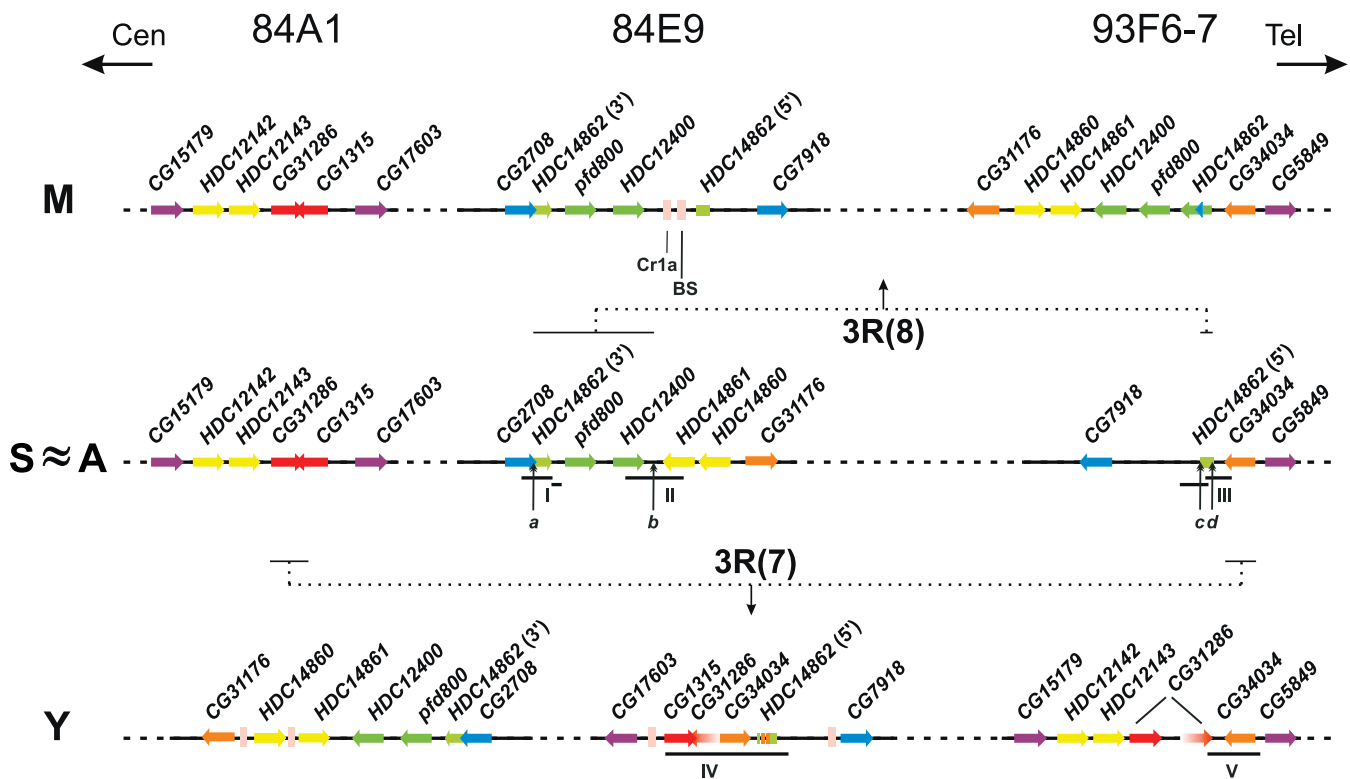 84A1 84E9 93F6-7
Cen Tel
CG15179 HDC12142 HDC12143 CG31286 CG1315 CG17603 CG2708 HDC14862 (3') pfd800 HDC12400 HDC14862 (5') CG7918 CG31176 HDC14860 HDC14861 HDC12400 pfd800 HDC14862 CG34034 CG5849
M
Cr1a
BS
3R(8)
CG15179 HDC12142 HDC12143 CG31286 CG1315 CG17603 CG2708 HDC14862 (3') pfd800 HDC12400 HDC14861 HDC14860 CG31176 CG7918 HDC14862 (5') CG34034 CG5849
S≈A
I II III
a b c d
3R(7)
CG31176 HDC14860 HDC14861 HDC12400 pfd800 HDC14862 (3') CG2708 CG17603 CG1315 CG31286 CG34034 HDC14862 (5') CG7918 CG15179 HDC12142 HDC12143 CG31286 CG34034 CG5849
Y
IV V